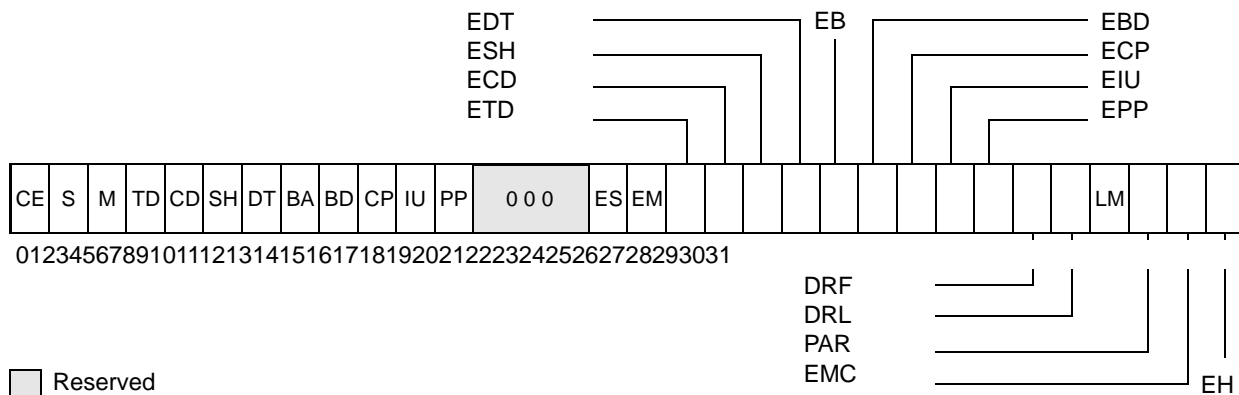 EDT EB EBD
ESH ECP
ECD EIU
ETD EPP
CE S M TD CD SH DT BA BD CP IU PP 0 0 0 ES EM LM
012345678910111213141516171819202122232425262728293031
DRF
DRL
PAR
EMC EH
Reserved